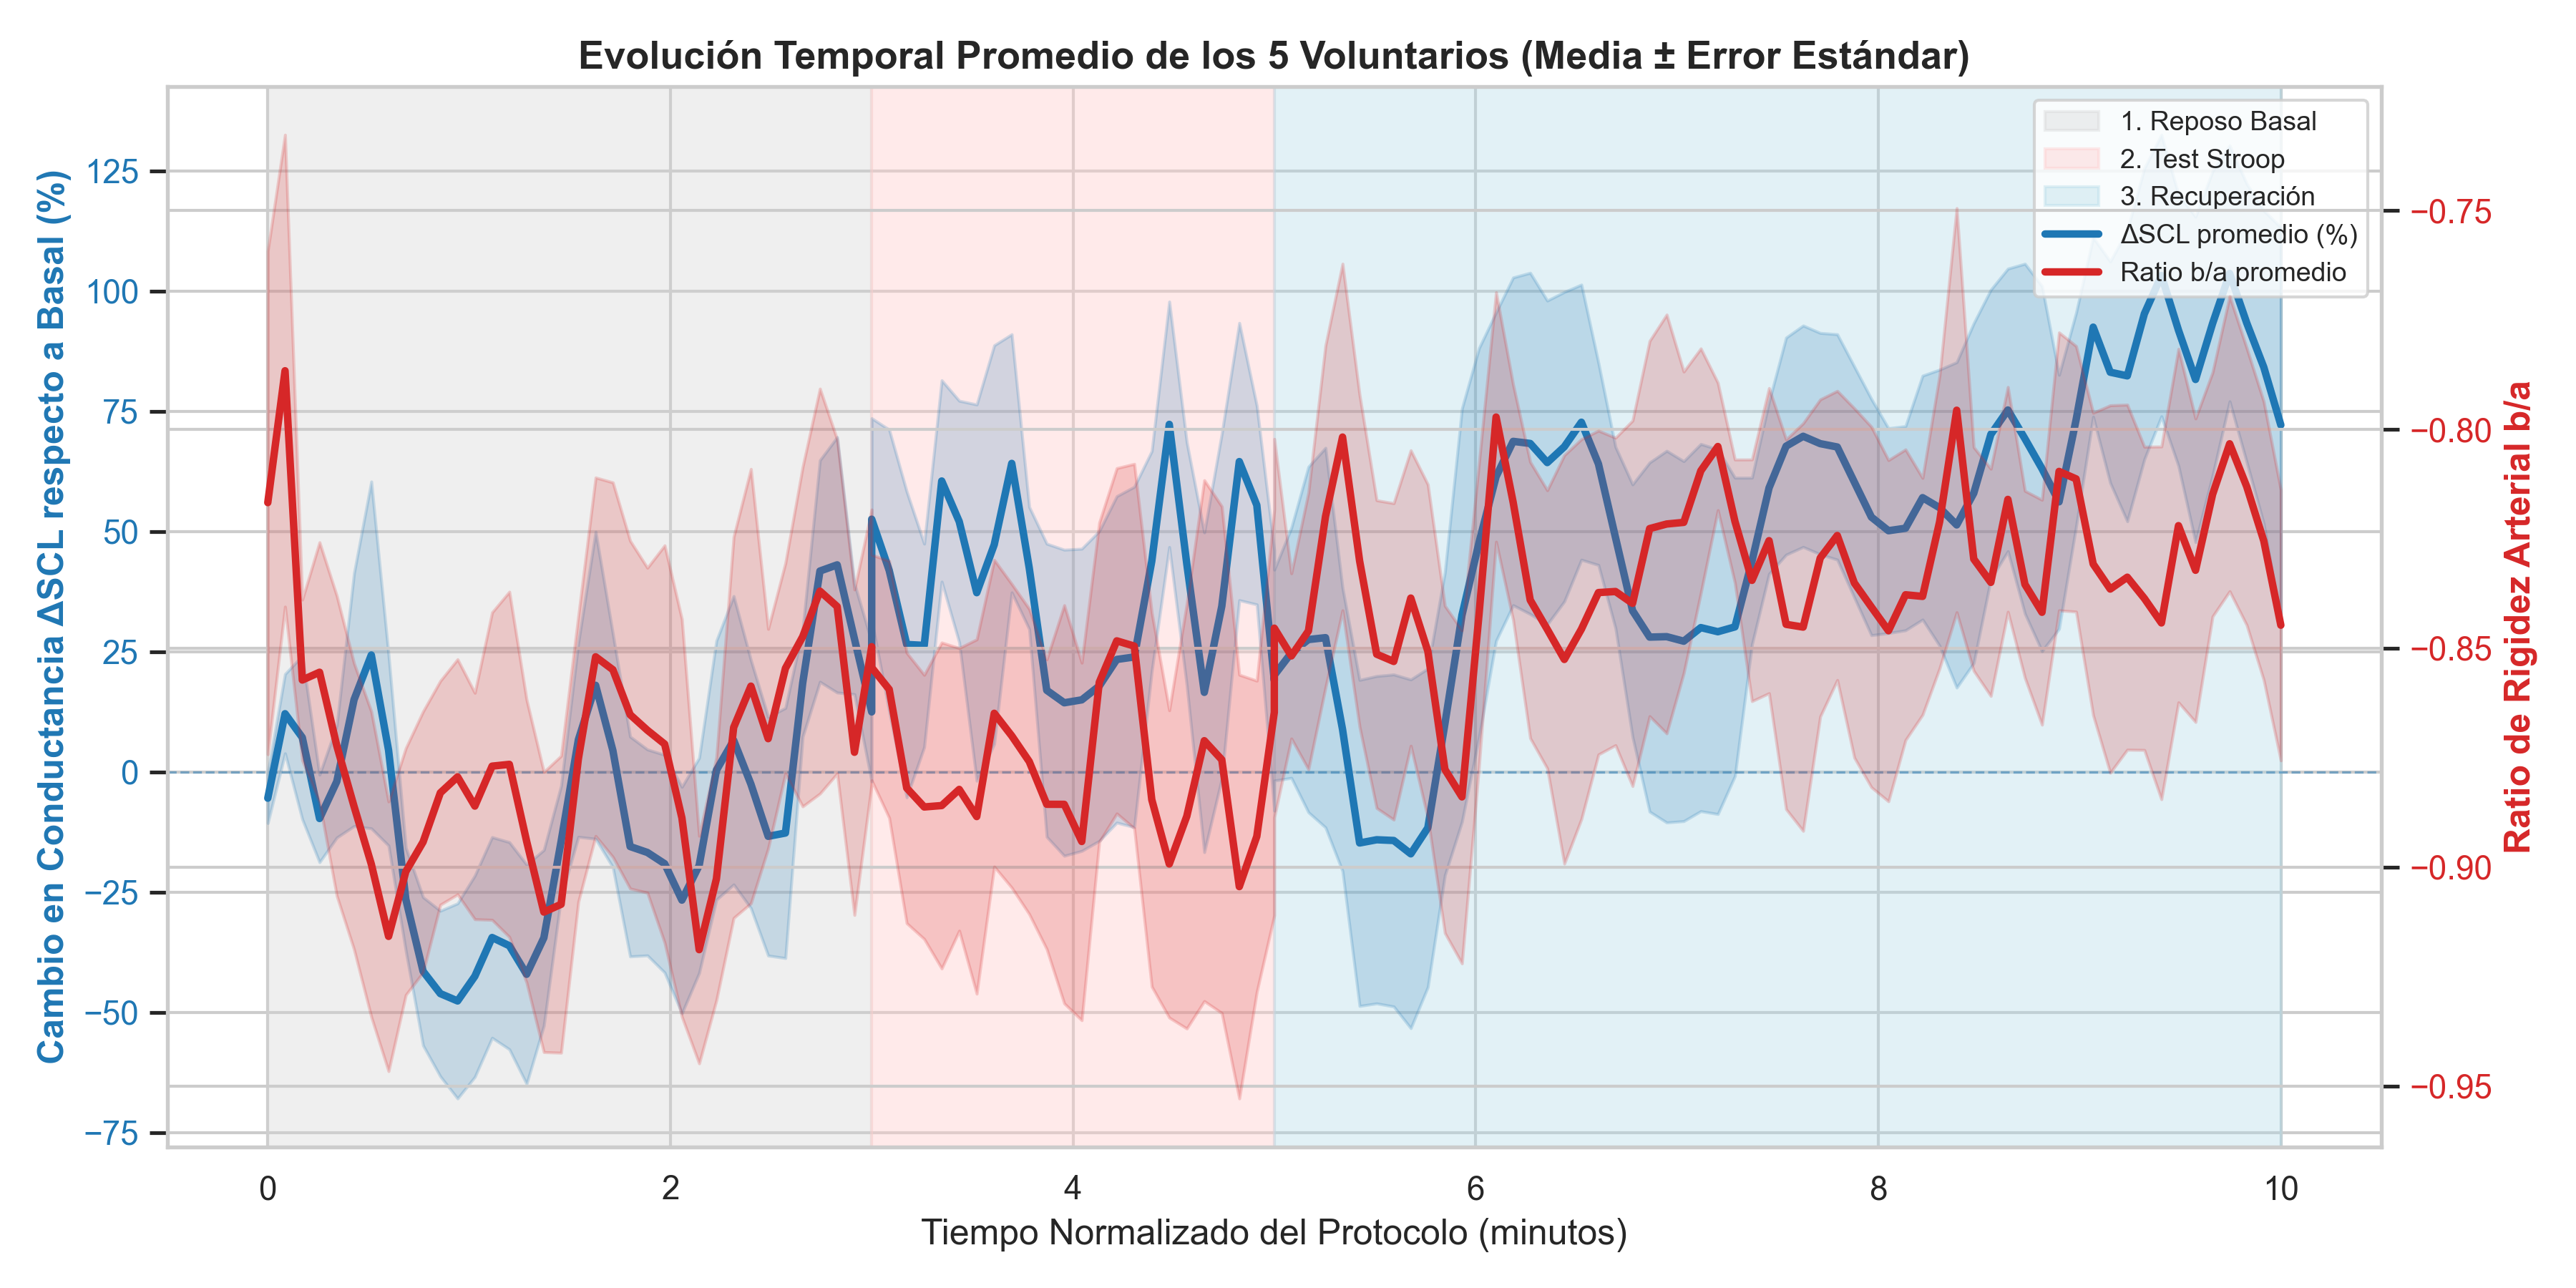 Evolución Temporal Promedio de los 5 Voluntarios (Media ± Error Estándar)
Cambio en Conductancia ΔSCL respecto a Basal (%)
125
100
75
50
25
0
−25
−50
−75
1. Reposo Basal
2. Test Stroop
3. Recuperación
ΔSCL promedio (%)
Ratio b/a promedio
−0.75
−0.80
−0.85
−0.90
−0.95
Ratio de Rigidez Arterial b/a
0
2
4
6
8
10
Tiempo Normalizado del Protocolo (minutos)